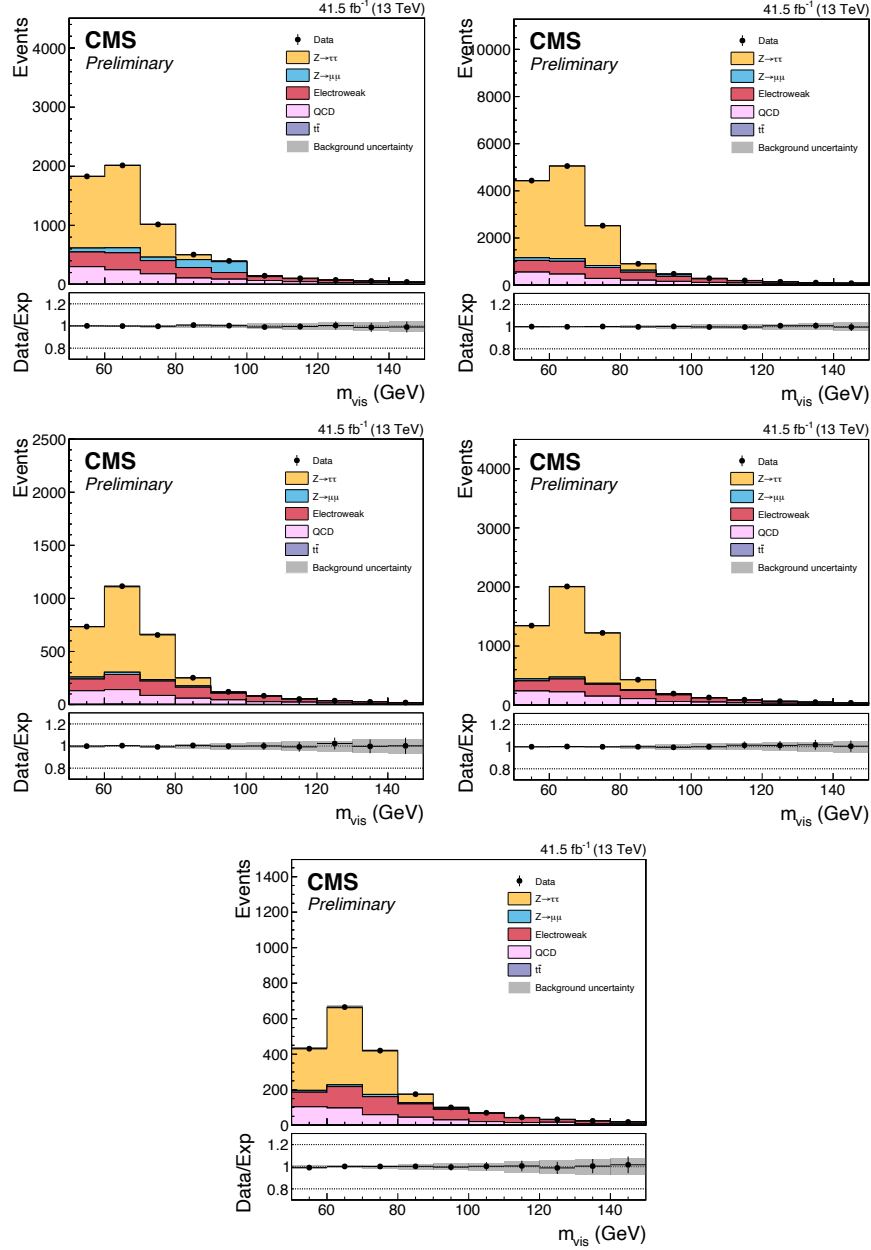 41.5 fb⁻¹ (13 TeV)
Events
4000
3000
2000
1000
0
CMS
Preliminary
Data
Z→ττ
Z→μμ
Electroweak
QCD
tt̄
Background uncertainty
Data/Exp
1.2
1
0.8
60 80 100 120 140
m_vis (GeV)
41.5 fb⁻¹ (13 TeV)
Events
10000
8000
6000
4000
2000
0
CMS
Preliminary
Data
Z→ττ
Z→μμ
Electroweak
QCD
tt̄
Background uncertainty
Data/Exp
1.2
1
0.8
60 80 100 120 140
m_vis (GeV)
41.5 fb⁻¹ (13 TeV)
Events
2500
2000
1500
1000
500
0
CMS
Preliminary
Data
Z→ττ
Z→μμ
Electroweak
QCD
tt̄
Background uncertainty
Data/Exp
1.2
1
0.8
60 80 100 120 140
m_vis (GeV)
41.5 fb⁻¹ (13 TeV)
Events
4000
3000
2000
1000
0
CMS
Preliminary
Data
Z→ττ
Z→μμ
Electroweak
QCD
tt̄
Background uncertainty
Data/Exp
1.2
1
0.8
60 80 100 120 140
m_vis (GeV)
41.5 fb⁻¹ (13 TeV)
Events
1400
1200
1000
800
600
400
200
0
CMS
Preliminary
Data
Z→ττ
Z→μμ
Electroweak
QCD
tt̄
Background uncertainty
Data/Exp
1.2
1
0.8
60 80 100 120 140
m_vis (GeV)